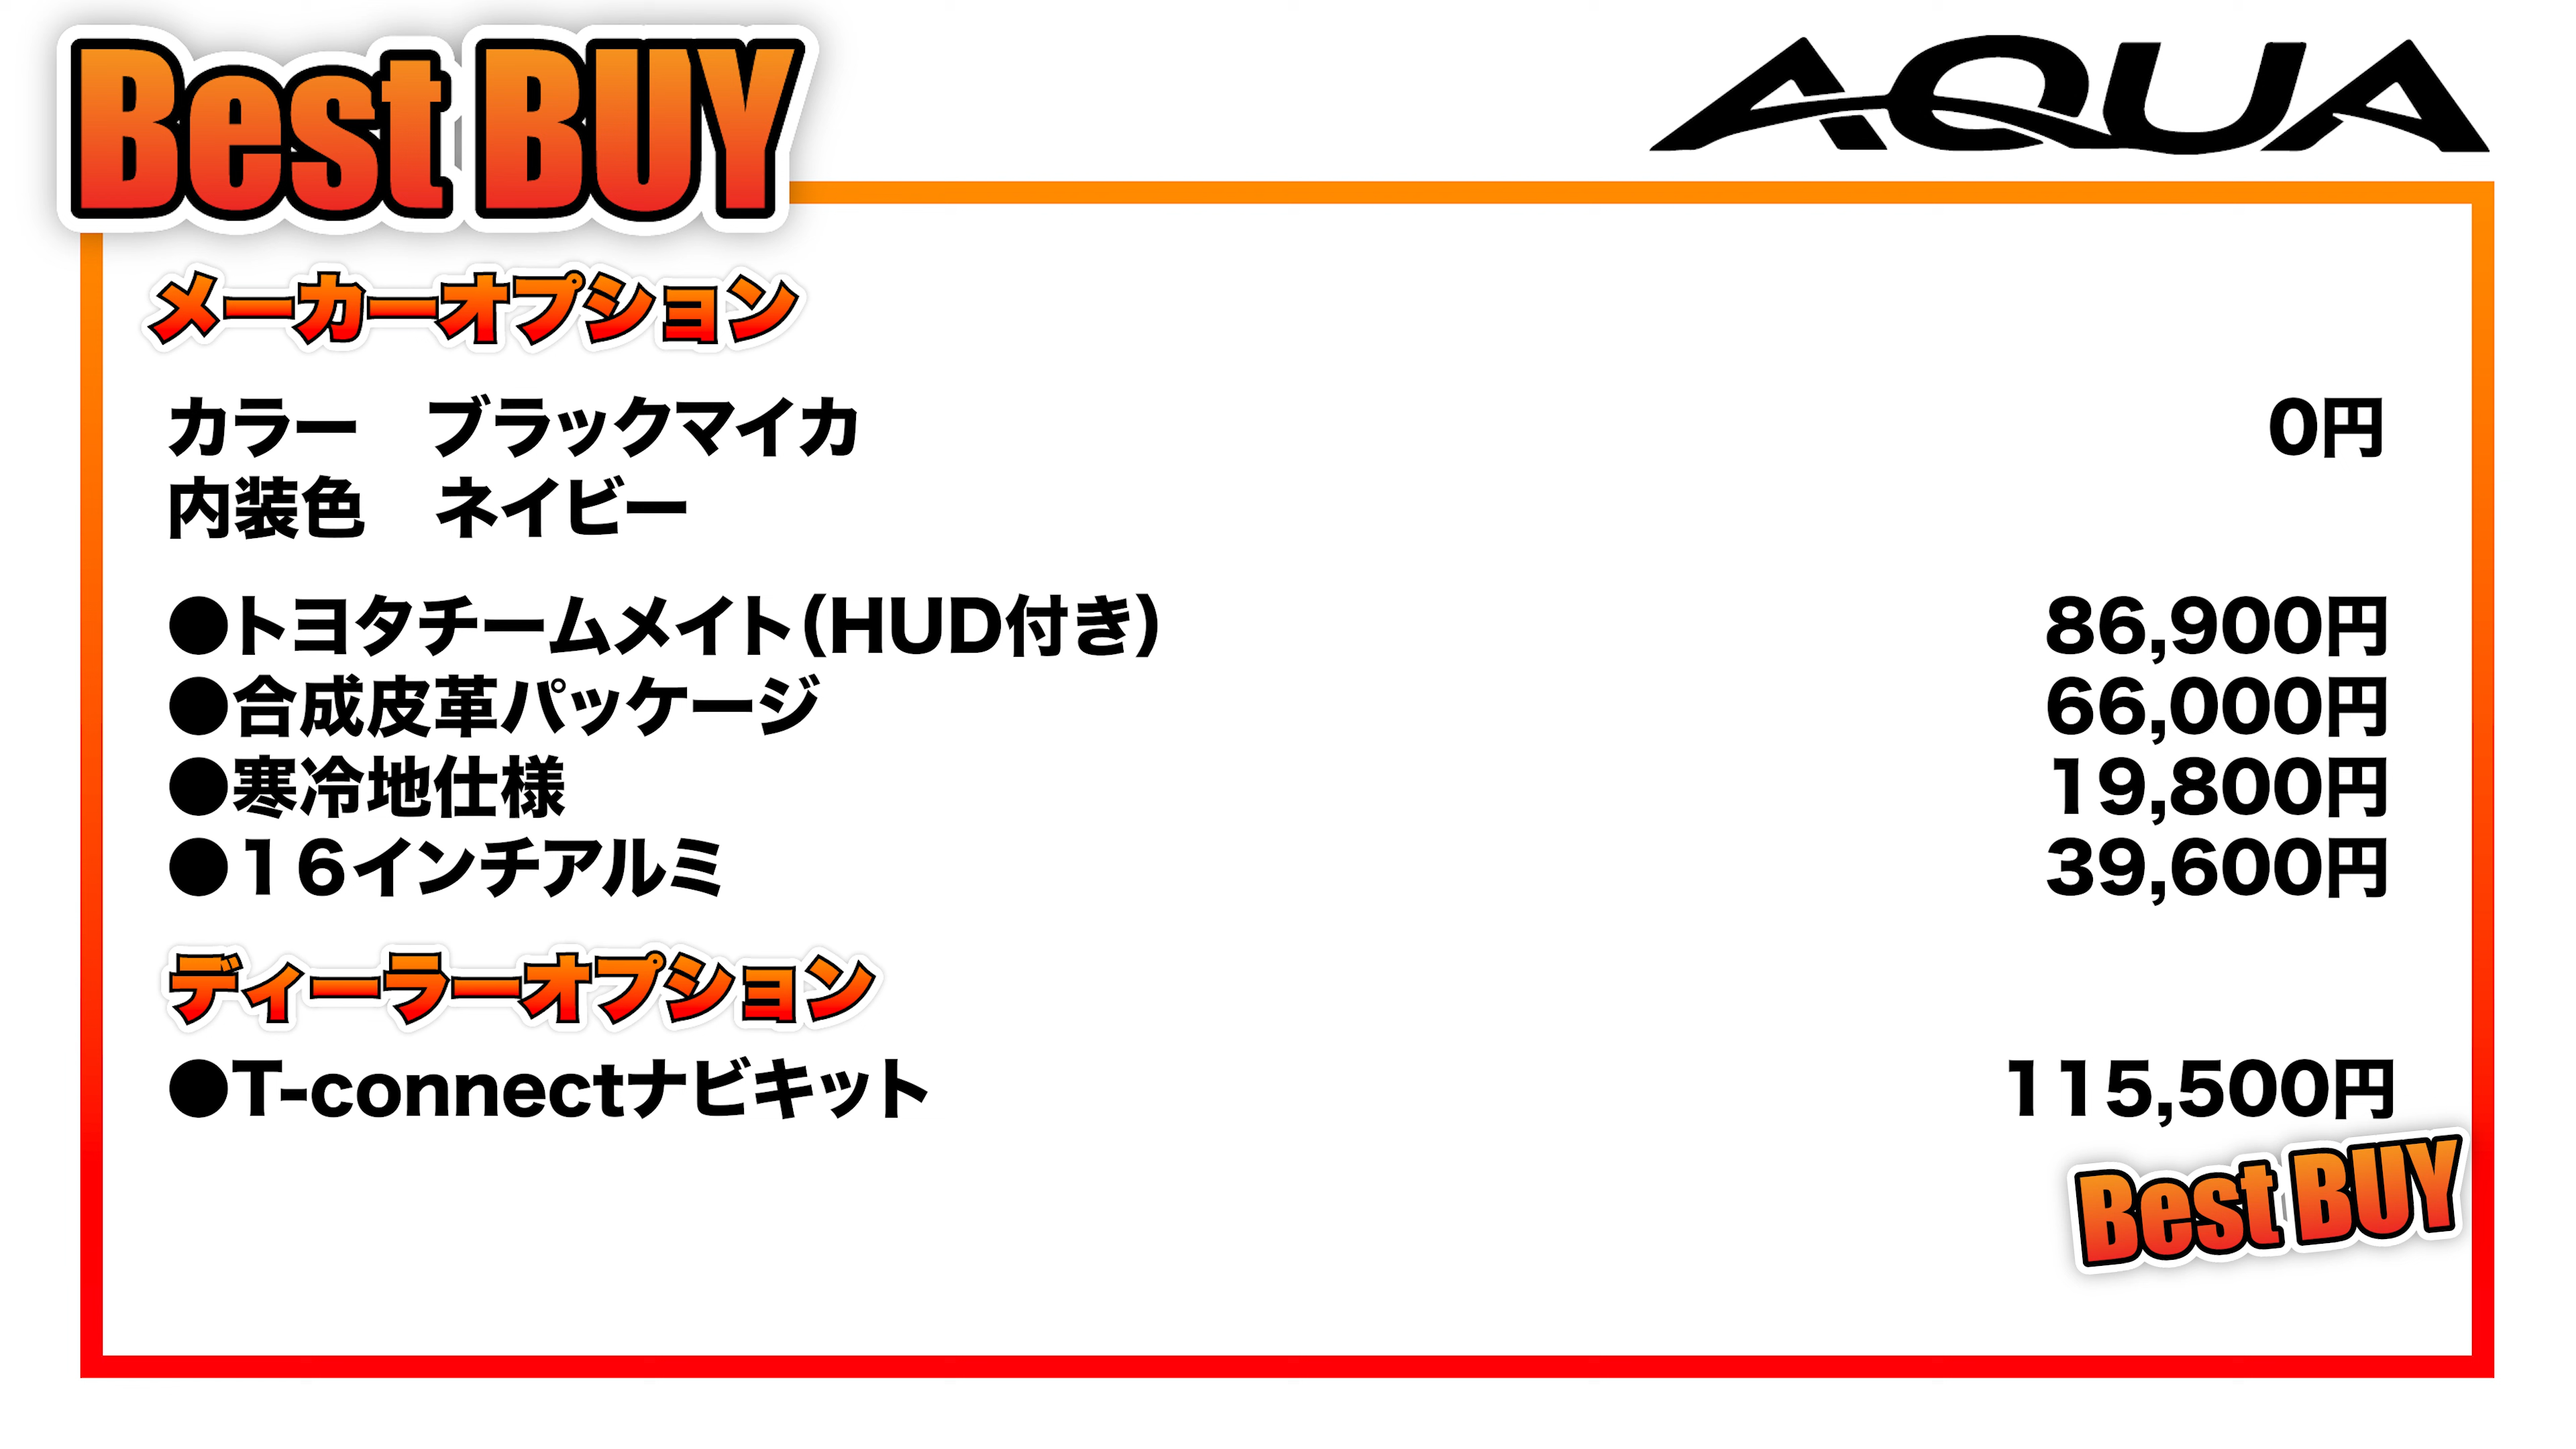 Best BUY
AQUA
メーカーオプション
カラー　ブラックマイカ 0円
内装色　ネイビー
●トヨタチームメイト（HUD付き） 86,900円
●合成皮革パッケージ 66,000円
●寒冷地仕様 19,800円
●１６インチアルミ 39,600円
ディーラーオプション
●T-connectナビキット 115,500円
Best BUY